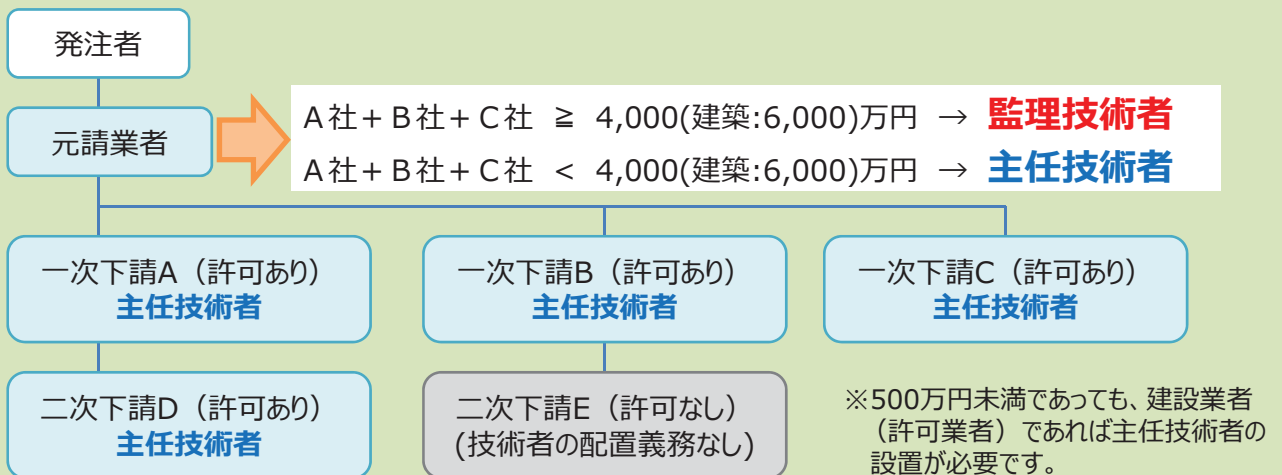 発注者
元請業者
A社+B社+C社 ≧ 4,000(建築:6,000)万円 → 監理技術者
A社+B社+C社 < 4,000(建築:6,000)万円 → 主任技術者
一次下請A（許可あり）
主任技術者
一次下請B（許可あり）
主任技術者
一次下請C（許可あり）
主任技術者
二次下請D（許可あり）
主任技術者
二次下請E（許可なし）
(技術者の配置義務なし)
※500万円未満であっても、建設業者
（許可業者）であれば主任技術者の
設置が必要です。